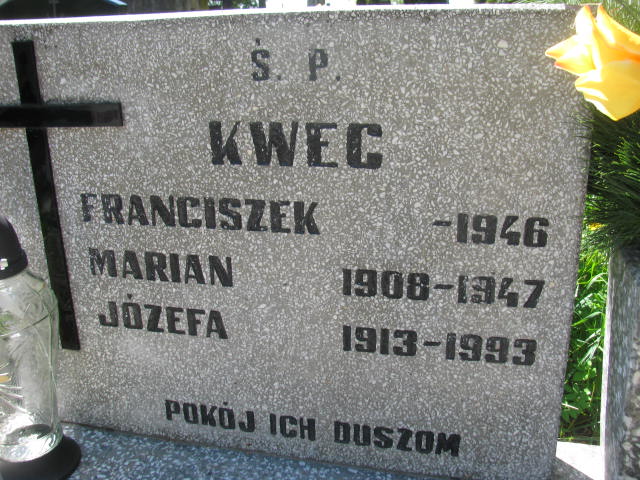 Ś. P.
KWEC
FRANCISZEK -1946
MARIAN 1908-1947
JÓZEFA 1913-1993
POKÓJ ICH DUSZOM